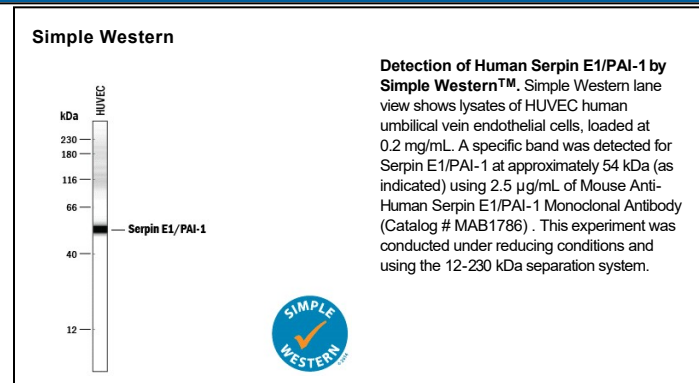 Simple Western
HUVEC
kDa
230
180
116
66
Serpin E1/PAI-1
40
12
SIMPLE
WESTERN
© 2014
Detection of Human Serpin E1/PAI-1 by
Simple Western™. Simple Western lane
view shows lysates of HUVEC human
umbilical vein endothelial cells, loaded at
0.2 mg/mL. A specific band was detected for
Serpin E1/PAI-1 at approximately 54 kDa (as
indicated) using 2.5 µg/mL of Mouse Anti-
Human Serpin E1/PAI-1 Monoclonal Antibody
(Catalog # MAB1786) . This experiment was
conducted under reducing conditions and
using the 12-230 kDa separation system.